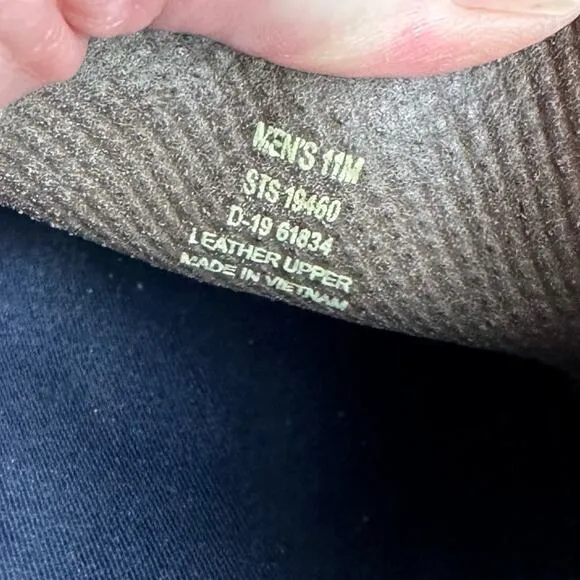 MEN'S 11M
STS 19460
D-19 61834
LEATHER UPPER
MADE IN VIETNAM